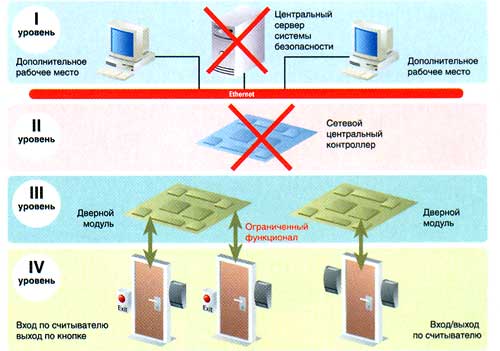 I
уровень
Центральный
сервер
системы
безопасности
Дополнительное
рабочее место
Дополнительное
рабочее место
Ethernet
II
уровень
Сетевой
центральный
контроллер
III
уровень
Дверной
модуль
Ограниченный
функционал
Дверной
модуль
IV
уровень
Exit
Exit
Вход по считывателю
выход по кнопке
Вход/выход
по считывателю